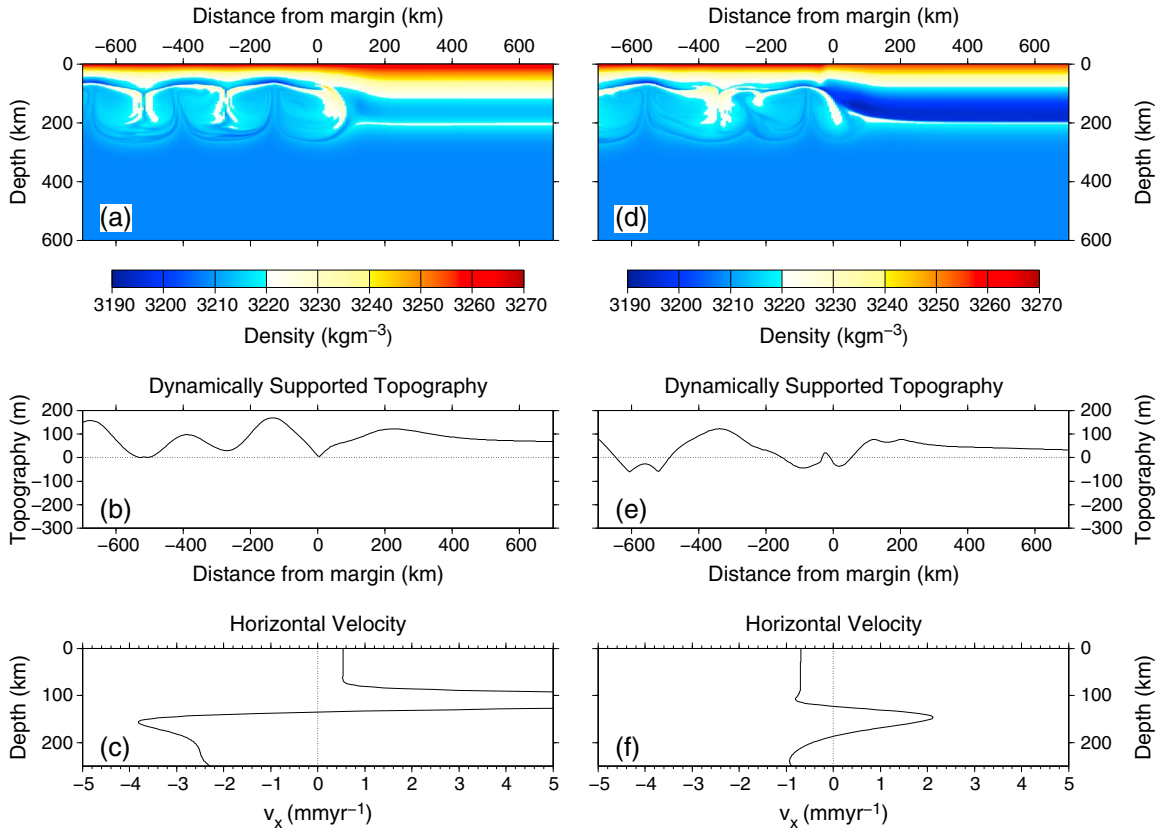 Distance from margin (km)
−600 −400 −200 0 200 400 600
0
200
400
600
Depth (km)
(a)
3190 3200 3210 3220 3230 3240 3250 3260 3270
Density (kgm−3)
Dynamically Supported Topography
200
100
0
−100
−200
−300
Topography (m)
(b)
−600 −400 −200 0 200 400 600
Distance from margin (km)
Horizontal Velocity
0
100
200
Depth (km)
(c)
−5 −4 −3 −2 −1 0 1 2 3 4 5
vx (mmyr−1)
Distance from margin (km)
−600 −400 −200 0 200 400 600
0
200
400
600
Depth (km)
(d)
3190 3200 3210 3220 3230 3240 3250 3260 3270
Density (kgm−3)
Dynamically Supported Topography
200
100
0
−100
−200
−300
Topography (m)
(e)
−600 −400 −200 0 200 400 600
Distance from margin (km)
Horizontal Velocity
0
100
200
Depth (km)
(f)
−5 −4 −3 −2 −1 0 1 2 3 4 5
vx (mmyr−1)